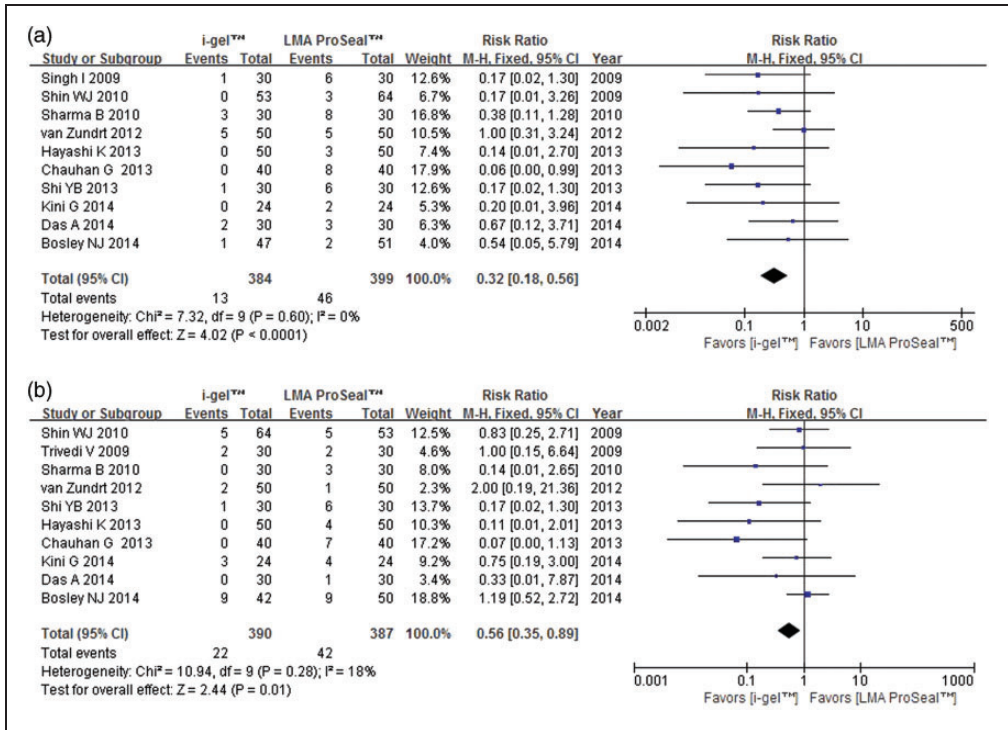 (a)
i-gel™ LMA ProSeal™ Risk Ratio Risk Ratio
Study or Subgroup Events Total Events Total Weight M-H, Fixed, 95% CI Year M-H, Fixed, 95% CI
Singh I 2009 1 30 6 30 12.6% 0.17 [0.02, 1.30] 2009
Shin WJ 2010 0 53 3 64 6.7% 0.17 [0.01, 3.26] 2009
Sharma B 2010 3 30 8 30 16.8% 0.38 [0.11, 1.28] 2010
van Zundrt 2012 5 50 5 50 10.5% 1.00 [0.31, 3.24] 2012
Hayashi K 2013 0 50 3 50 7.4% 0.14 [0.01, 2.70] 2013
Chauhan G 2013 0 40 8 40 17.9% 0.06 [0.00, 0.99] 2013
Shi YB 2013 1 30 6 30 12.6% 0.17 [0.02, 1.30] 2013
Kini G 2014 0 24 2 24 5.3% 0.20 [0.01, 3.96] 2014
Das A 2014 2 30 3 30 6.3% 0.67 [0.12, 3.71] 2014
Bosley NJ 2014 1 47 2 51 4.0% 0.54 [0.05, 5.79] 2014
Total (95% CI) 384 399 100.0% 0.32 [0.18, 0.56]
Total events 13 46
Heterogeneity: Chi² = 7.32, df = 9 (P = 0.60); I² = 0%
Test for overall effect: Z = 4.02 (P < 0.0001)
0.002 0.1 1 10 500
Favors [i-gel™] Favors [LMA ProSeal™]
(b)
i-gel™ LMA ProSeal™ Risk Ratio Risk Ratio
Study or Subgroup Events Total Events Total Weight M-H, Fixed, 95% CI Year M-H, Fixed, 95% CI
Shin WJ 2010 5 64 5 53 12.5% 0.83 [0.25, 2.71] 2009
Trivedi V 2009 2 30 2 30 4.6% 1.00 [0.15, 6.64] 2009
Sharma B 2010 0 30 3 30 8.0% 0.14 [0.01, 2.65] 2010
van Zundrt 2012 2 50 1 50 2.3% 2.00 [0.19, 21.36] 2012
Shi YB 2013 1 30 6 30 13.7% 0.17 [0.02, 1.30] 2013
Hayashi K 2013 0 50 4 50 10.3% 0.11 [0.01, 2.01] 2013
Chauhan G 2013 0 40 7 40 17.2% 0.07 [0.00, 1.13] 2013
Kini G 2014 3 24 4 24 9.2% 0.75 [0.19, 3.00] 2014
Das A 2014 0 30 1 30 3.4% 0.33 [0.01, 7.87] 2014
Bosley NJ 2014 9 42 9 50 18.8% 1.19 [0.52, 2.72] 2014
Total (95% CI) 390 387 100.0% 0.56 [0.35, 0.89]
Total events 22 42
Heterogeneity: Chi² = 10.94, df = 9 (P = 0.28); I² = 18%
Test for overall effect: Z = 2.44 (P = 0.01)
0.001 0.1 1 10 1000
Favors [i-gel™] Favors [LMA ProSeal™]